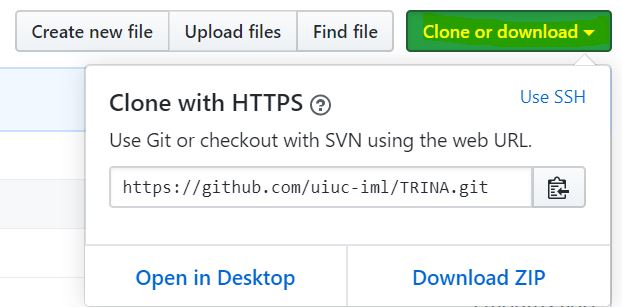 Create new file Upload files Find file Clone or download
Clone with HTTPS ?
Use SSH
Use Git or checkout with SVN using the web URL.
https://github.com/uiuc-iml/TRINA.git
Open in Desktop Download ZIP